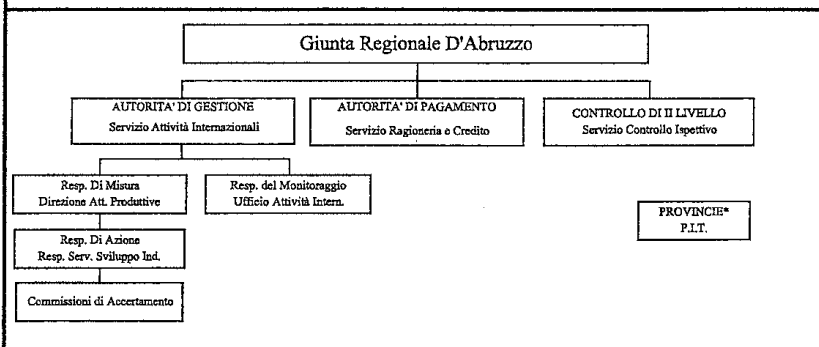 Giunta Regionale D'Abruzzo
AUTORITA' DI GESTIONE
Servizio Attività Internazionali
AUTORITA' DI PAGAMENTO
Servizio Ragioneria e Credito
CONTROLLO DI II LIVELLO
Servizio Controllo Ispettivo
Resp. Di Misura
Direzione Att. Produttive
Resp. del Monitoraggio
Ufficio Attività Intern.
PROVINCIE*
P.I.T.
Resp. Di Azione
Resp. Serv. Sviluppo Ind.
Commissioni di Accertamento